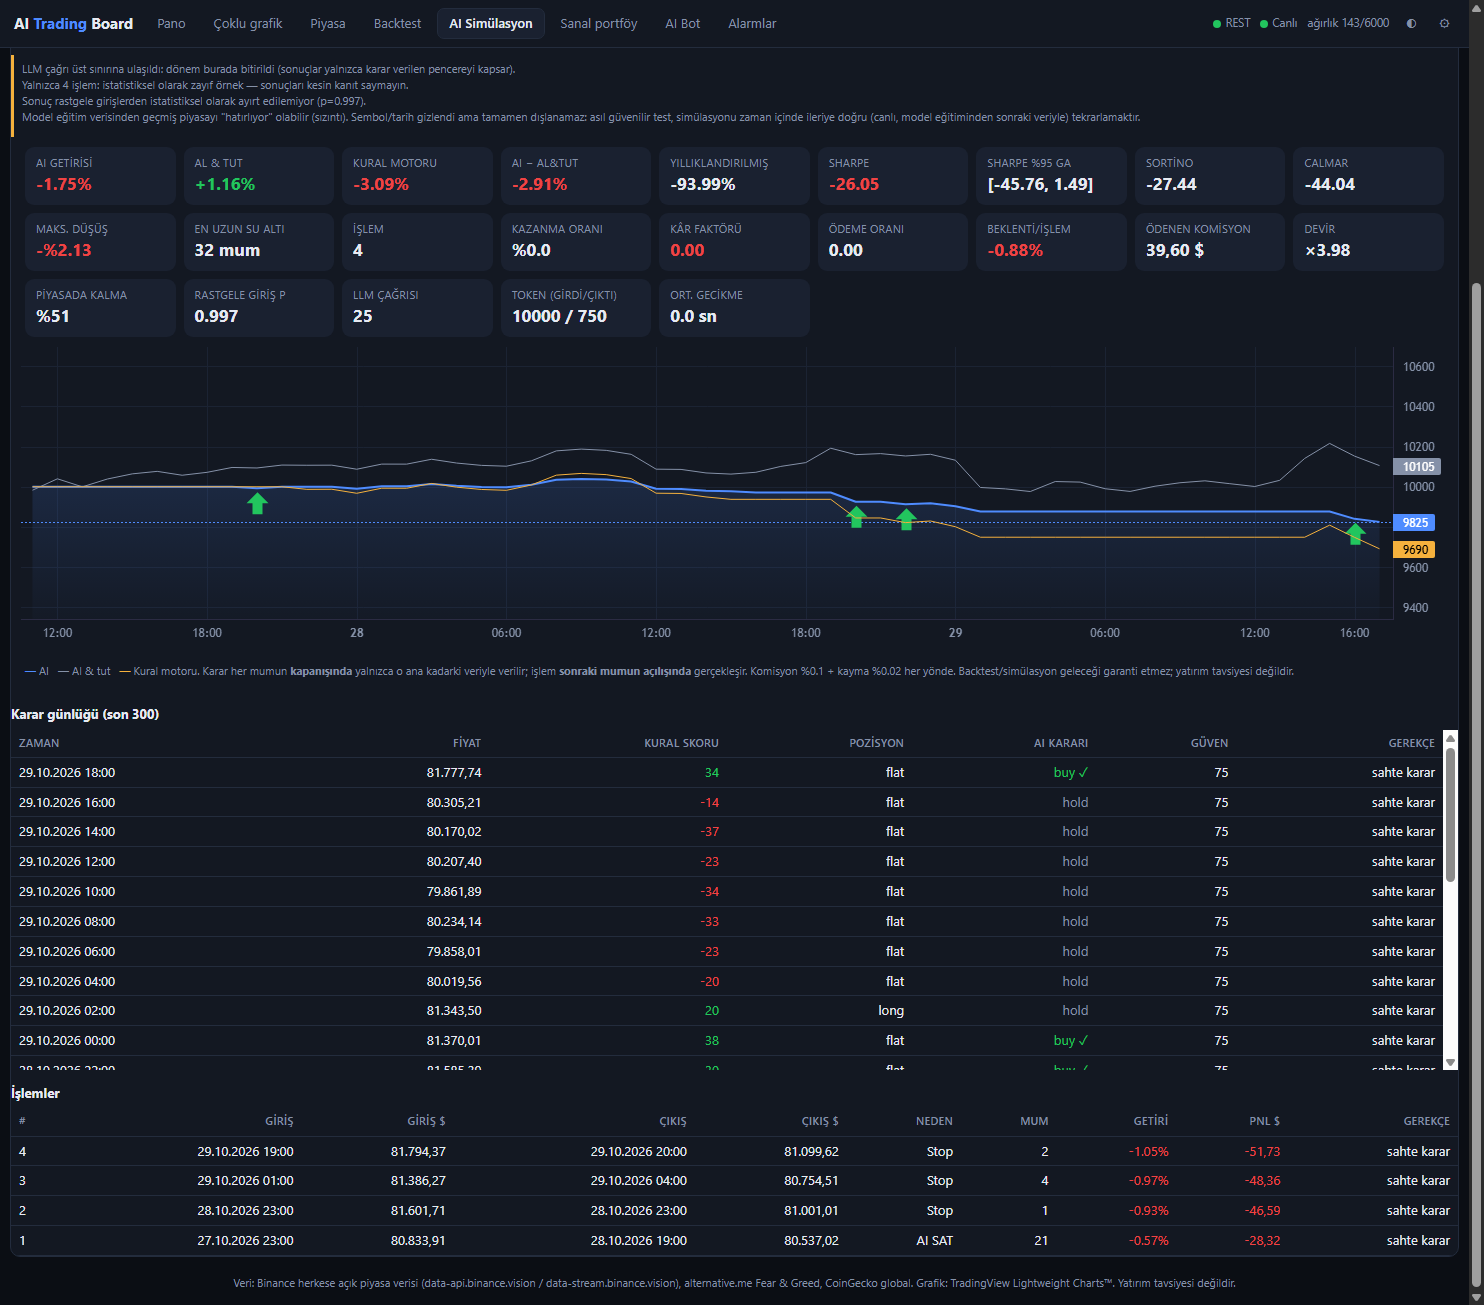 AI Trading Board Pano Çoklu grafik Piyasa Backtest AI Simülasyon Sanal portföy AI Bot Alarmlar REST Canlı ağırlık 143/6000
LLM çağrı üst sınırına ulaşıldı: dönem burada bitirildi (sonuçlar yalnızca karar verilen pencereyi kapsar).
Yalnızca 4 işlem: istatistiksel olarak zayıf örnek — sonuçları kesin kanıt saymayın.
Sonuç rastgele girişlerden istatistiksel olarak ayırt edilemiyor (p=0.997).
Model eğitim verisinden geçmiş piyasayı "hatırlıyor" olabilir (sızıntı). Sembol/tarih gizlendi ama tamamen dışlanamaz: asıl güvenilir test, simülasyonu zaman içinde ileriye doğru (canlı, model eğitiminden sonraki veriyle) tekrarlamaktır.
AI GETİRİSİ AL & TUT KURAL MOTORU AI − AL&TUT YILLIKLANDIRILMIŞ SHARPE SHARPE %95 GA SORTİNO CALMAR
-1.75% +1.16% -3.09% -2.91% -93.99% -26.05 [-45.76, 1.49] -27.44 -44.04
MAKS. DÜŞÜŞ EN UZUN SU ALTI İŞLEM KAZANMA ORANI KÂR FAKTÖRÜ ÖDEME ORANI BEKLENTİ/İŞLEM ÖDENEN KOMİSYON DEVİR
-%2.13 32 mum 4 %0.0 0.00 0.00 -0.88% 39,60 $ ×3.98
PİYASADA KALMA RASTGELE GİRİŞ P LLM ÇAĞRISI TOKEN (GİRDİ/ÇIKTI) ORT. GECİKME
%51 0.997 25 10000 / 750 0.0 sn
10600
10400
10200
10105
10000
9825
9690
9600
9400
12:00 18:00 28 06:00 12:00 18:00 29 06:00 12:00 16:00
— AI — Al & tut — Kural motoru. Karar her mumun kapanışında yalnızca o ana kadarki veriyle verilir; işlem sonraki mumun açılışında gerçekleşir. Komisyon %0.1 + kayma %0.02 her yönde. Backtest/simülasyon geleceği garanti etmez; yatırım tavsiyesi değildir.
Karar günlüğü (son 300)
ZAMAN FİYAT KURAL SKORU POZİSYON AI KARARI GÜVEN GEREKÇE
29.10.2026 18:00 81.777,74 34 flat buy ✓ 75 sahte karar
29.10.2026 16:00 80.305,21 -14 flat hold 75 sahte karar
29.10.2026 14:00 80.170,02 -37 flat hold 75 sahte karar
29.10.2026 12:00 80.207,40 -23 flat hold 75 sahte karar
29.10.2026 10:00 79.861,89 -34 flat hold 75 sahte karar
29.10.2026 08:00 80.234,14 -33 flat hold 75 sahte karar
29.10.2026 06:00 79.858,01 -23 flat hold 75 sahte karar
29.10.2026 04:00 80.019,56 -20 flat hold 75 sahte karar
29.10.2026 02:00 81.343,50 20 long hold 75 sahte karar
29.10.2026 00:00 81.370,01 38 flat buy ✓ 75 sahte karar
İşlemler
# GİRİŞ GİRİŞ $ ÇIKIŞ ÇIKIŞ $ NEDEN MUM GETİRİ PNL $ GEREKÇE
4 29.10.2026 19:00 81.794,37 29.10.2026 20:00 81.099,62 Stop 2 -1.05% -51,73 sahte karar
3 29.10.2026 01:00 81.386,27 29.10.2026 04:00 80.754,51 Stop 4 -0.97% -48,36 sahte karar
2 28.10.2026 23:00 81.601,71 28.10.2026 23:00 81.001,01 Stop 1 -0.93% -46,59 sahte karar
1 27.10.2026 23:00 80.833,91 28.10.2026 19:00 80.537,02 AI SAT 21 -0.57% -28,32 sahte karar
Veri: Binance herkese açık piyasa verisi (data-api.binance.vision / data-stream.binance.vision), alternative.me Fear & Greed, CoinGecko global. Grafik: TradingView Lightweight Charts™. Yatırım tavsiyesi değildir.